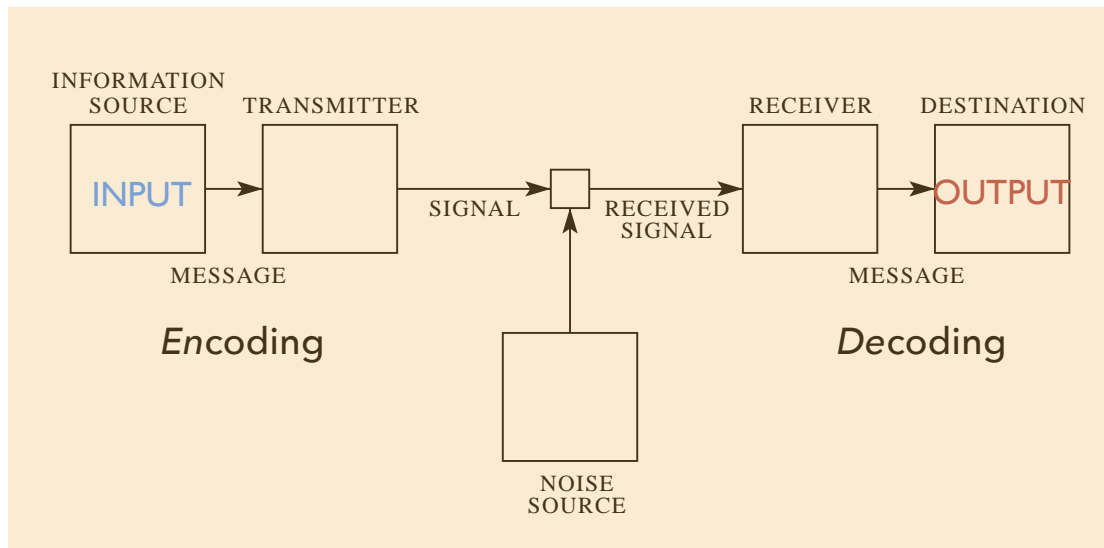 INFORMATION
SOURCE
TRANSMITTER
RECEIVER
DESTINATION
INPUT
OUTPUT
SIGNAL
RECEIVED
SIGNAL
MESSAGE
MESSAGE
Encoding
Decoding
NOISE
SOURCE